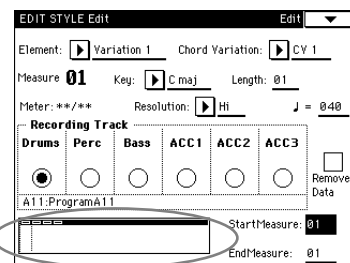 EDIT STYLE Edit Edit
Element: Variation 1 Chord Variation: CV 1
Measure 01 Key: C maj Length: 01
Meter: **/** Resolution: Hi ♩ = 040
Recording Track
Drums Perc Bass ACC1 ACC2 ACC3
Remove
Data
A11:ProgramA11
StartMeasure: 01
EndMeasure: 01